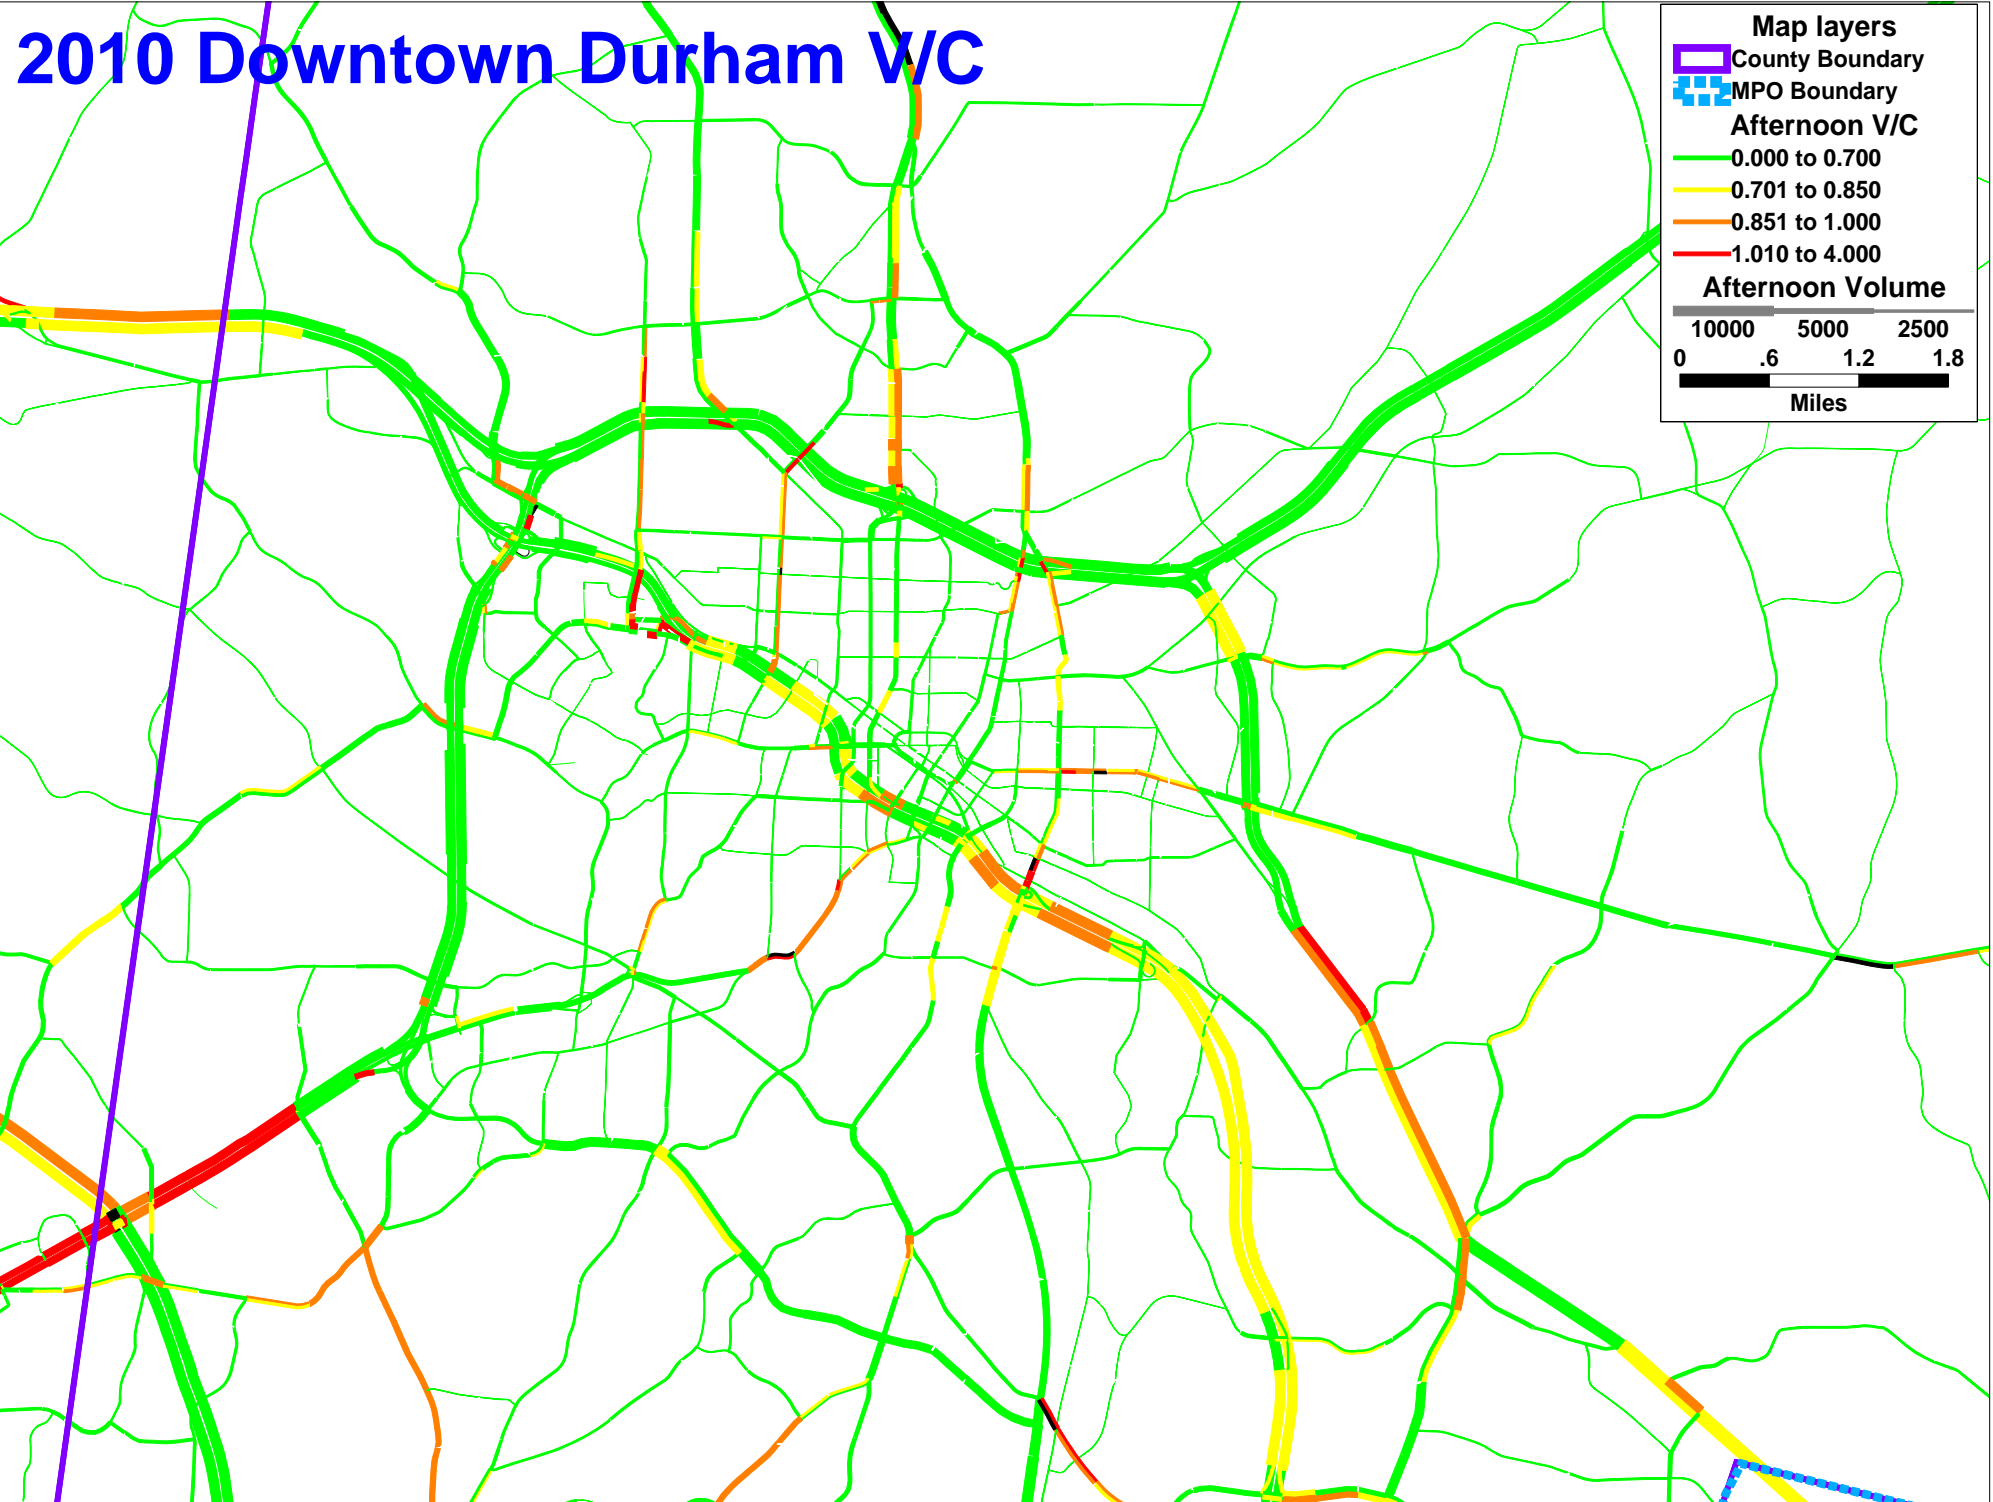 2010 Downtown Durham V/C
Map layers
County Boundary
MPO Boundary
Afternoon V/C
0.000 to 0.700
0.701 to 0.850
0.851 to 1.000
1.010 to 4.000
Afternoon Volume
10000 5000 2500
0 .6 1.2 1.8
Miles